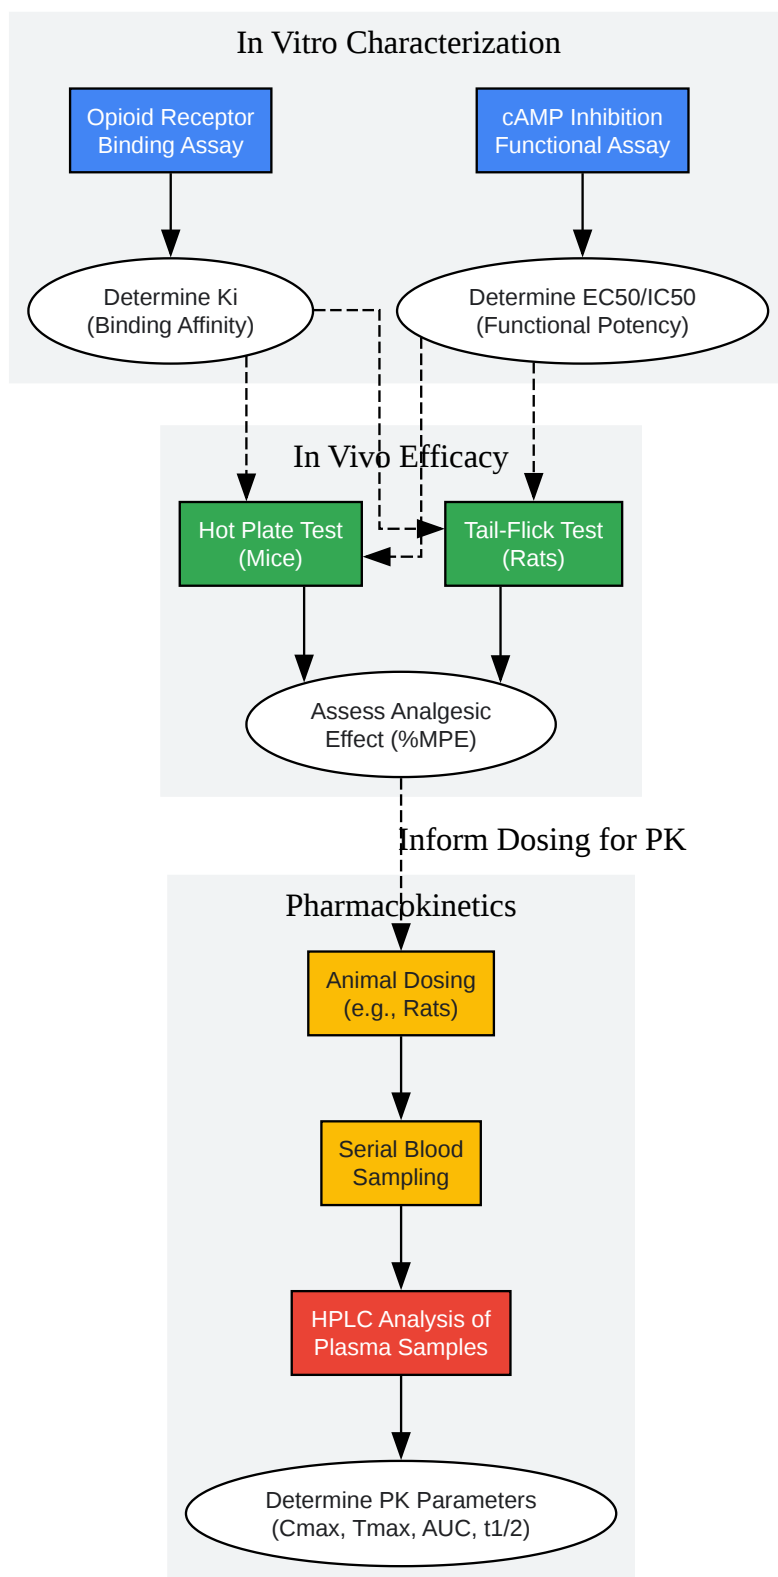 In Vitro Characterization
Opioid Receptor
Binding Assay
cAMP Inhibition
Functional Assay
Determine Ki
(Binding Affinity)
Determine EC50/IC50
(Functional Potency)
In Vivo Efficacy
Hot Plate Test
(Mice)
Tail-Flick Test
(Rats)
Assess Analgesic
Effect (%MPE)
Inform Dosing for PK
Pharmacokinetics
Animal Dosing
(e.g., Rats)
Serial Blood
Sampling
HPLC Analysis of
Plasma Samples
Determine PK Parameters
(Cmax, Tmax, AUC, t1/2)